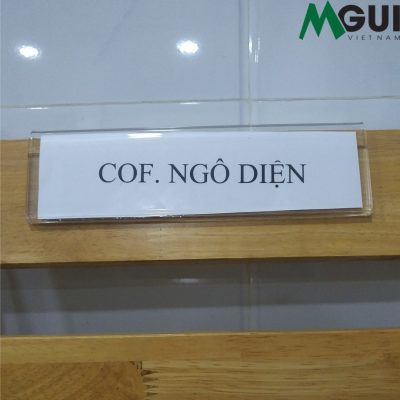 MGUI
VIETNAM
COF. NGÔ DIỆN